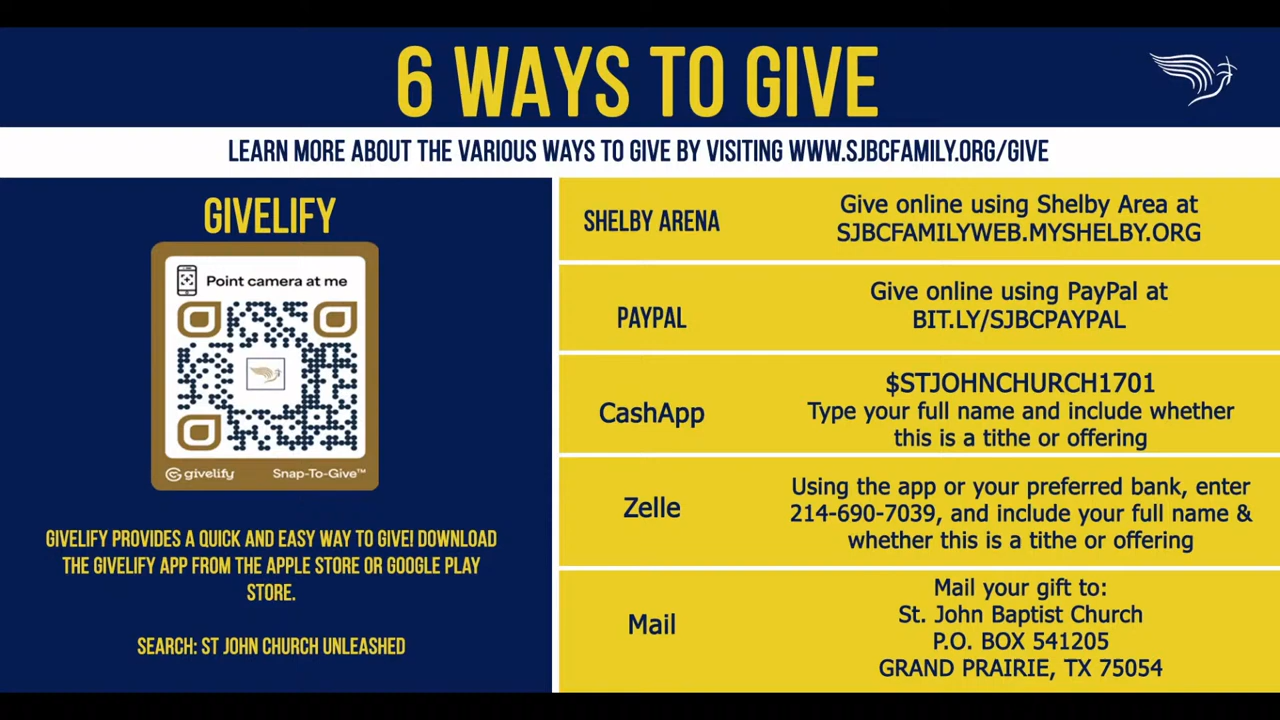 6 WAYS TO GIVE
LEARN MORE ABOUT THE VARIOUS WAYS TO GIVE BY VISITING WWW.SJBCFAMILY.ORG/GIVE
GIVELIFY
Point camera at me
givelify Snap-To-Give™
GIVELIFY PROVIDES A QUICK AND EASY WAY TO GIVE! DOWNLOAD
THE GIVELIFY APP FROM THE APPLE STORE OR GOOGLE PLAY
STORE.
SEARCH: ST JOHN CHURCH UNLEASHED
SHELBY ARENA
Give online using Shelby Area at
SJBCFAMILYWEB.MYSHELBY.ORG
PAYPAL
Give online using PayPal at
BIT.LY/SJBCPAYPAL
CashApp
$STJOHNCHURCH1701
Type your full name and include whether
this is a tithe or offering
Zelle
Using the app or your preferred bank, enter
214-690-7039, and include your full name &
whether this is a tithe or offering
Mail
Mail your gift to:
St. John Baptist Church
P.O. BOX 541205
GRAND PRAIRIE, TX 75054